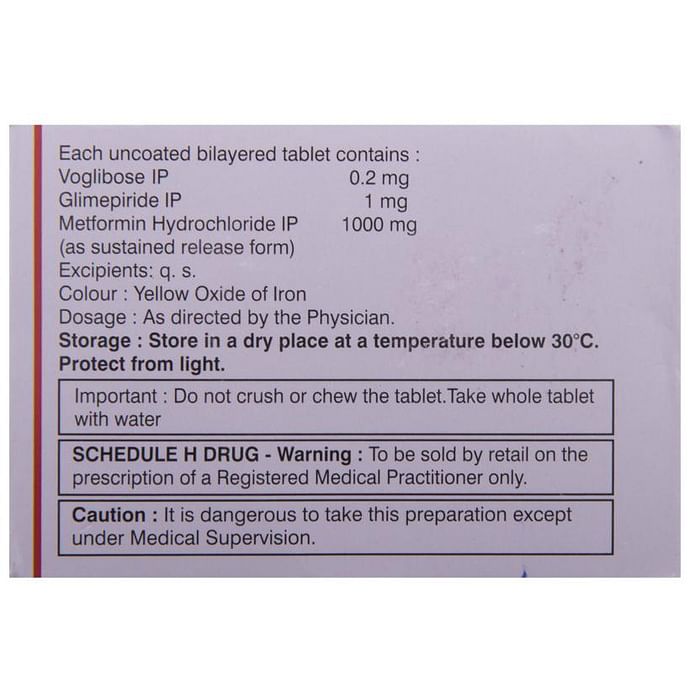 Each uncoated bilayered tablet contains :
Voglibose IP 0.2 mg
Glimepiride IP 1 mg
Metformin Hydrochloride IP 1000 mg
(as sustained release form)
Excipients: q. s.
Colour : Yellow Oxide of Iron
Dosage : As directed by the Physician.
Storage : Store in a dry place at a temperature below 30°C.
Protect from light.
Important : Do not crush or chew the tablet.Take whole tablet
with water
SCHEDULE H DRUG - Warning : To be sold by retail on the
prescription of a Registered Medical Practitioner only.
Caution : It is dangerous to take this preparation except
under Medical Supervision.